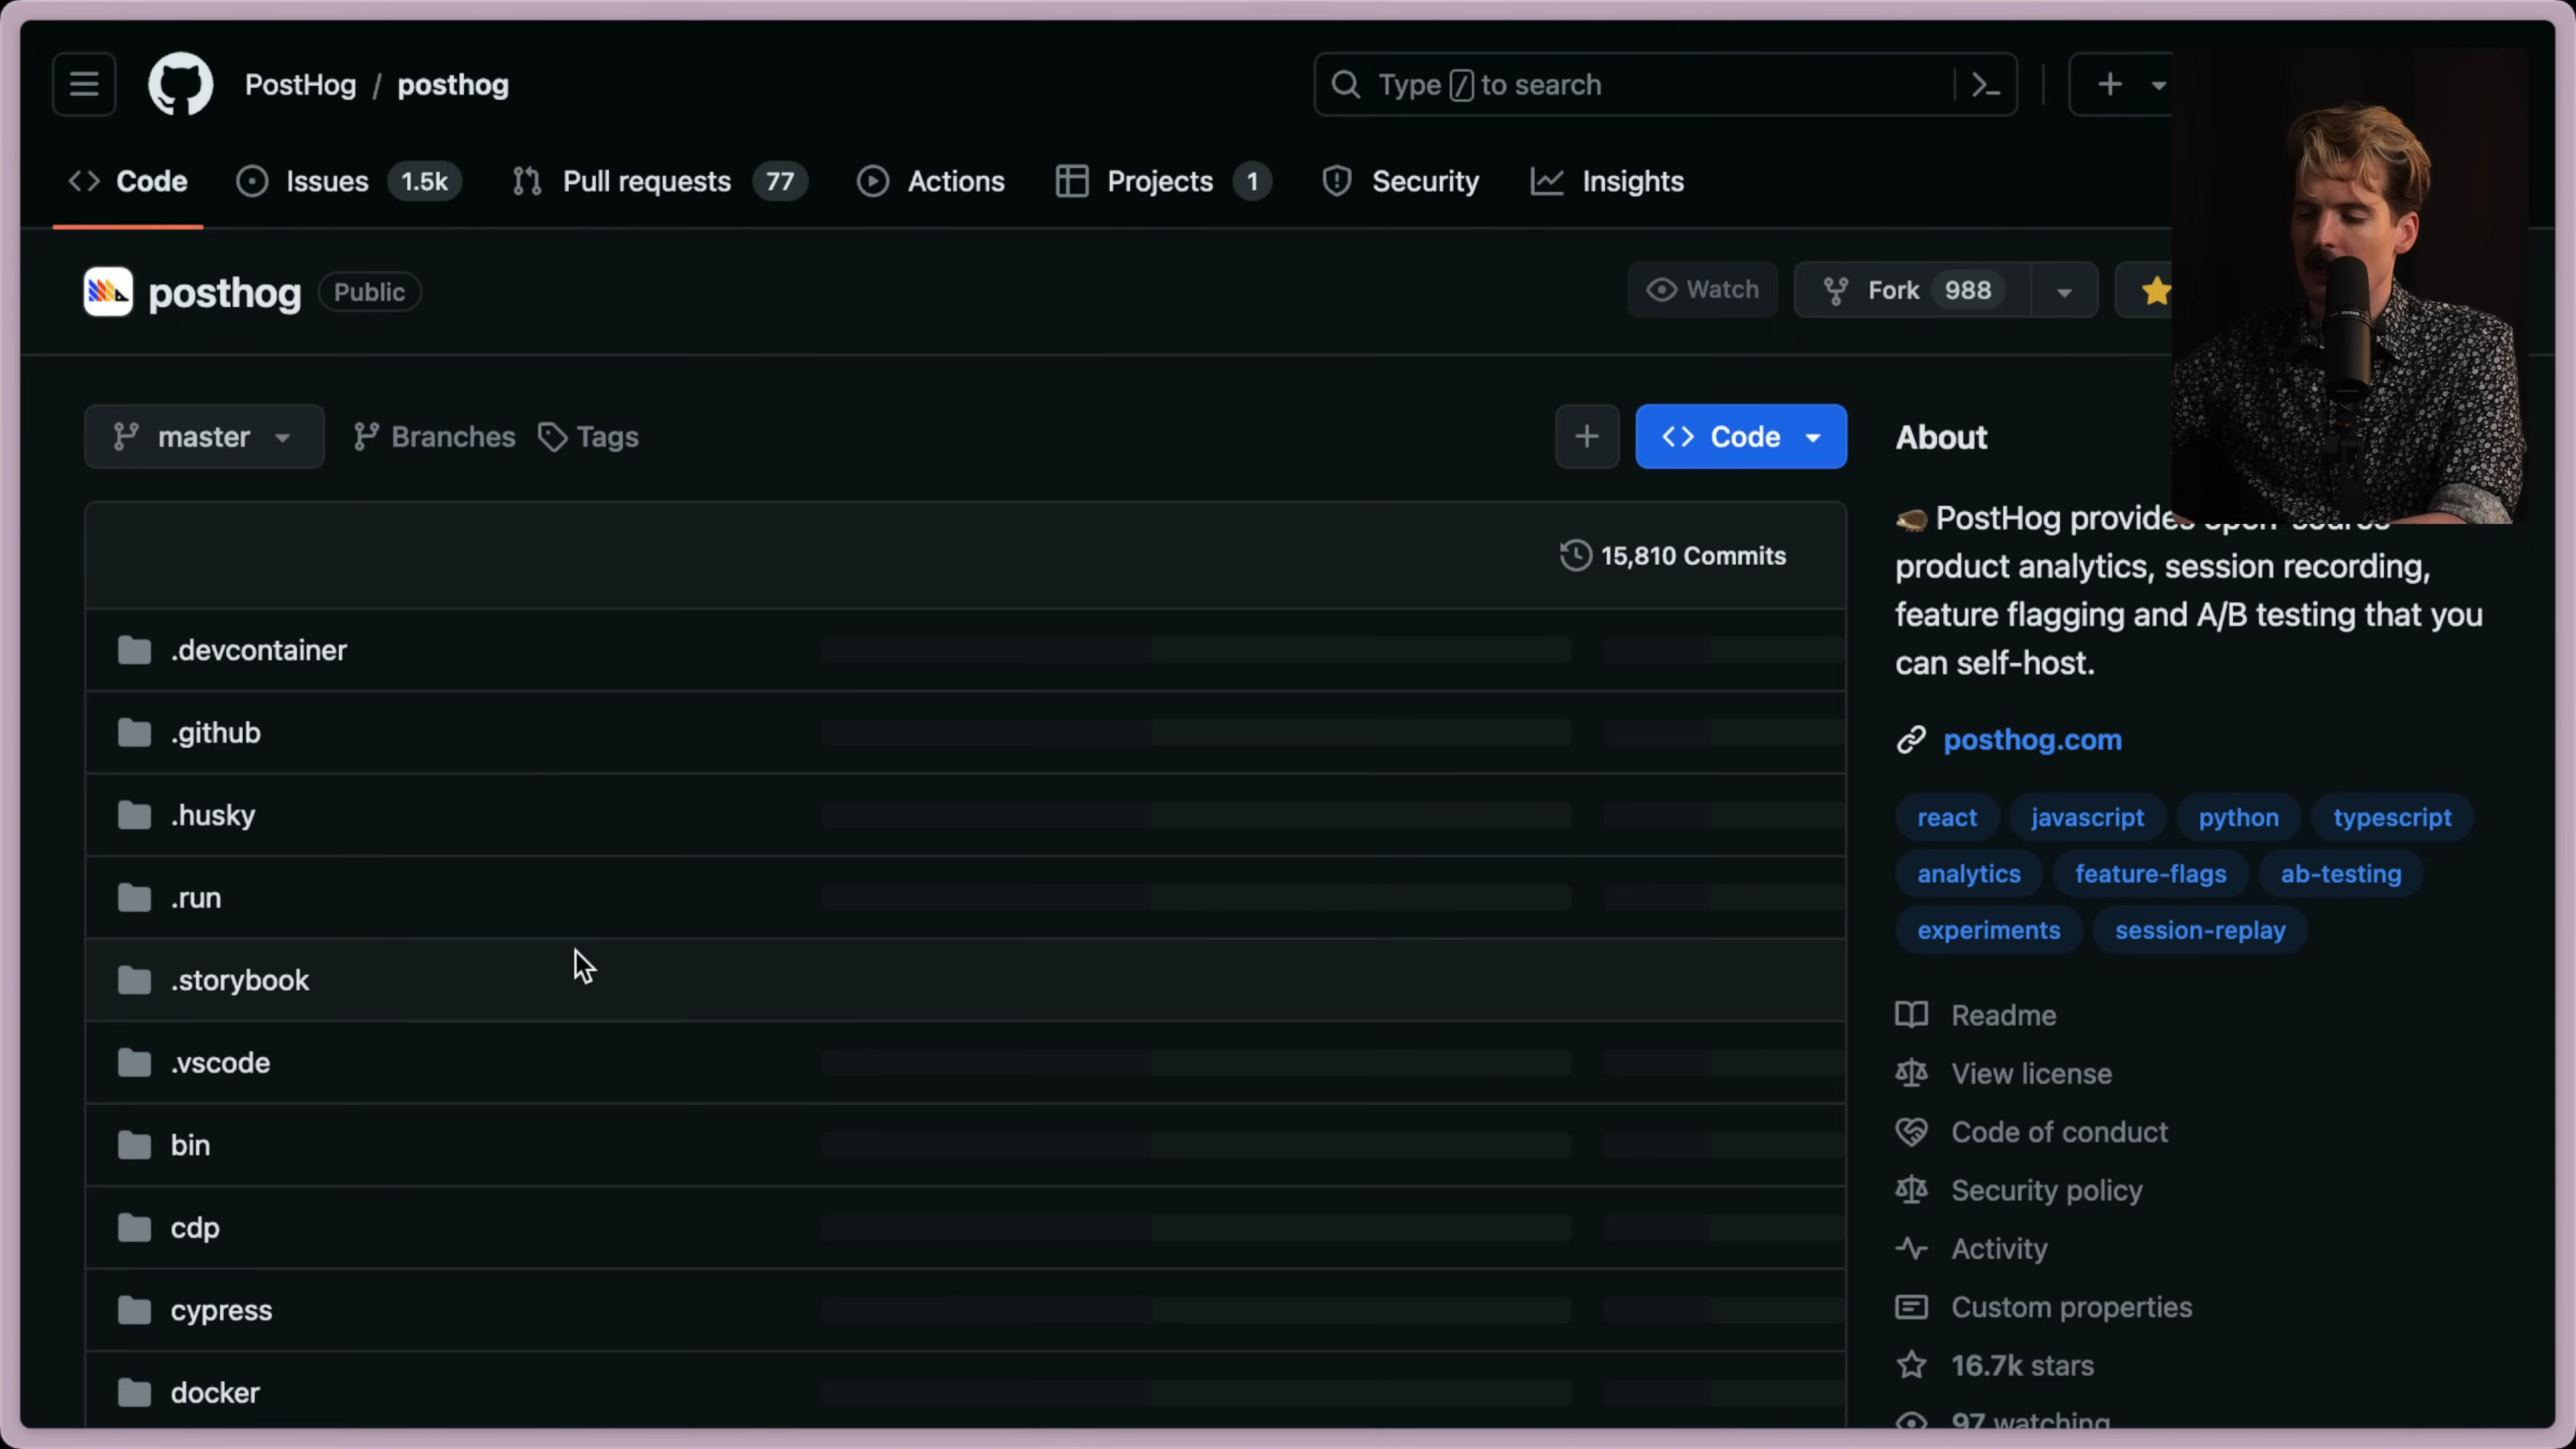 PostHog / posthog
Type / to search
Code
Issues 1.5k
Pull requests 77
Actions
Projects 1
Security
Insights
posthog Public
Watch
Fork 988
master
Branches
Tags
Code
About
15,810 Commits
PostHog provides open-source
product analytics, session recording,
feature flagging and A/B testing that you
can self-host.
posthog.com
react javascript python typescript
analytics feature-flags ab-testing
experiments session-replay
.devcontainer
.github
.husky
.run
.storybook
.vscode
bin
cdp
cypress
docker
Readme
View license
Code of conduct
Security policy
Activity
Custom properties
16.7k stars
97 watching